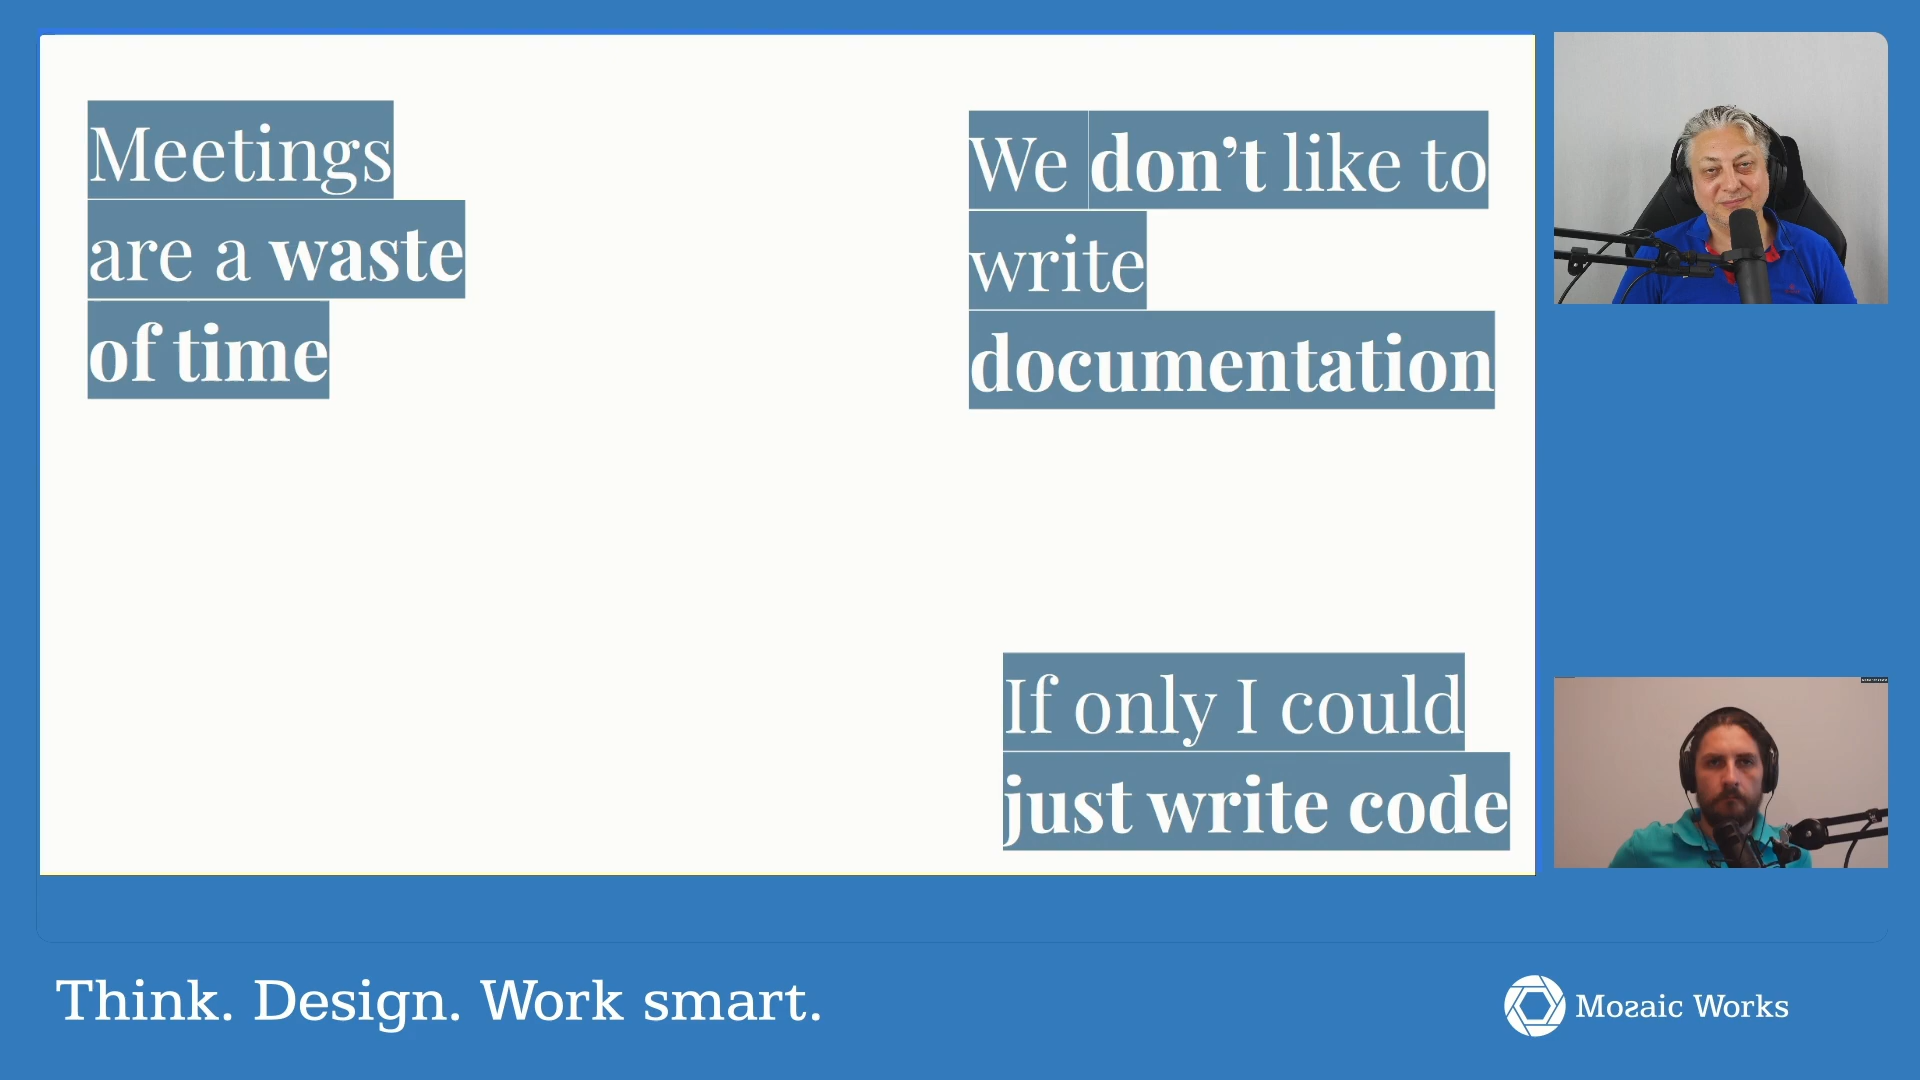 Meetings
are a waste
of time
We don’t like to
write
documentation
If only I could
just write code
Think. Design. Work smart.
Mozaic Works